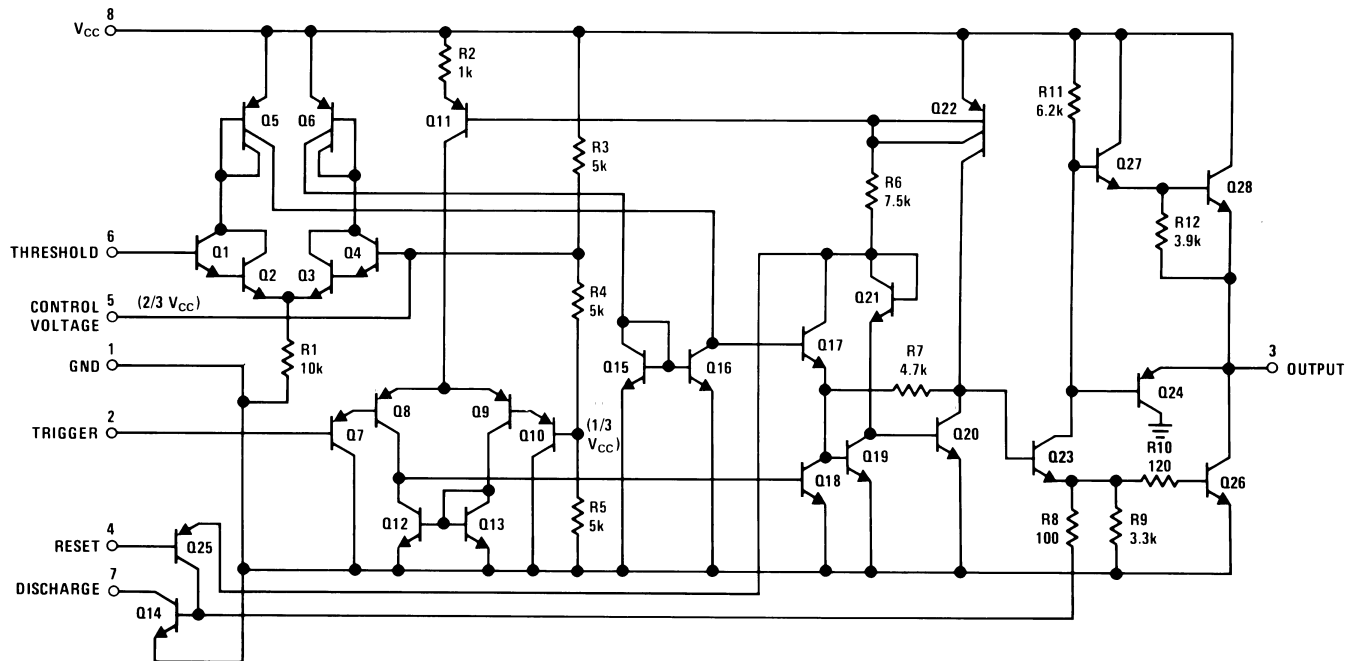 8
VCC
R2
1k
Q5
Q6
Q11
Q22
R11
6.2k
R3
5k
Q27
R6
7.5k
Q28
R12
3.9k
6
THRESHOLD
Q1
Q2
Q3
Q4
5
CONTROL
VOLTAGE
(2/3 VCC)
R4
5k
Q21
1
GND
R1
10k
Q15
Q16
Q17
R7
4.7k
3
OUTPUT
Q24
2
TRIGGER
Q7
Q8
Q9
Q10
(1/3
VCC)
Q18
Q19
Q20
Q23
R10
120
Q26
4
RESET
Q25
Q12
Q13
R5
5k
R8
100
R9
3.3k
7
DISCHARGE
Q14